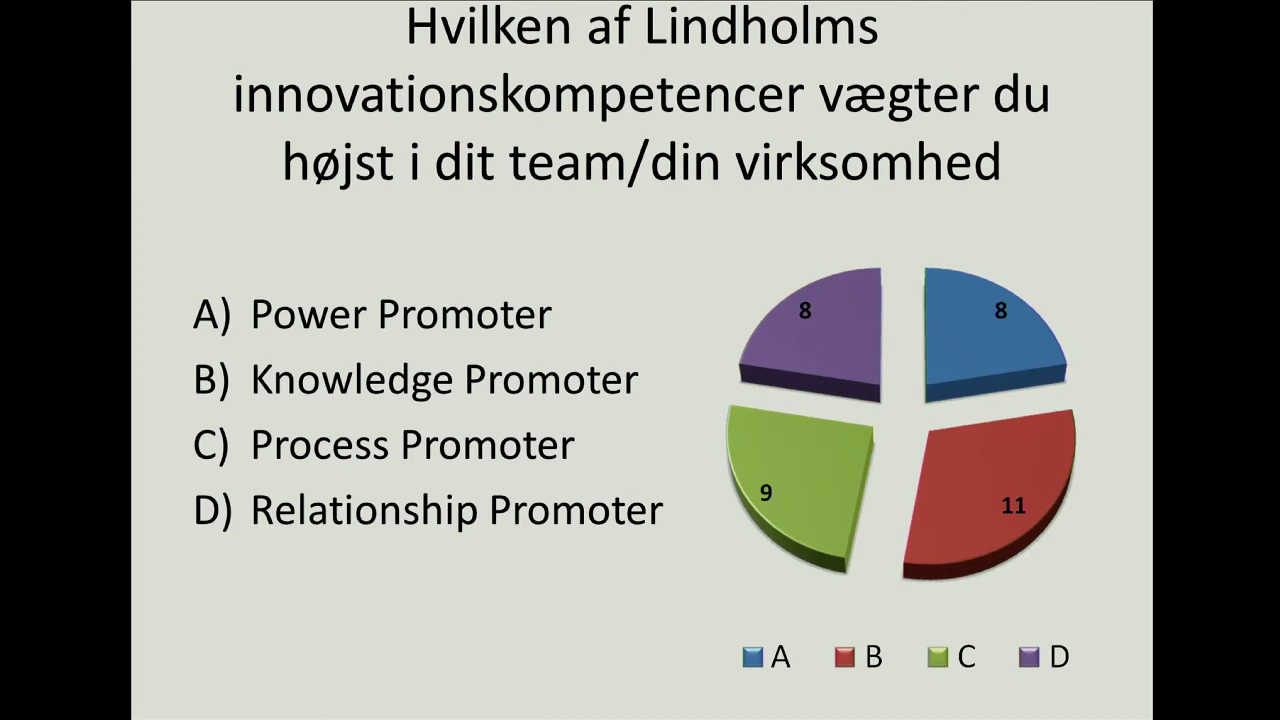 Hvilken af Lindholms
innovationskompetencer vægter du
højst i dit team/din virksomhed
A) Power Promoter
B) Knowledge Promoter
C) Process Promoter
D) Relationship Promoter
8 8
9 11
A B C D